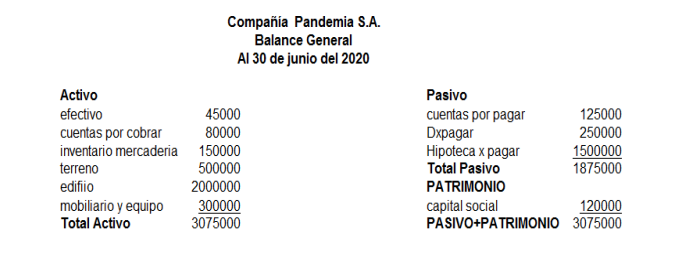 Compañía Pandemia S.A.
Balance General
Al 30 de junio del 2020
Activo Pasivo
efectivo 45000 cuentas por pagar 125000
cuentas por cobrar 80000 Dxpagar 250000
inventario mercaderia 150000 Hipoteca x pagar 1500000
terreno 500000 Total Pasivo 1875000
edifiio 2000000 PATRIMONIO
mobiliario y equipo 300000 capital social 120000
Total Activo 3075000 PASIVO+PATRIMONIO 3075000